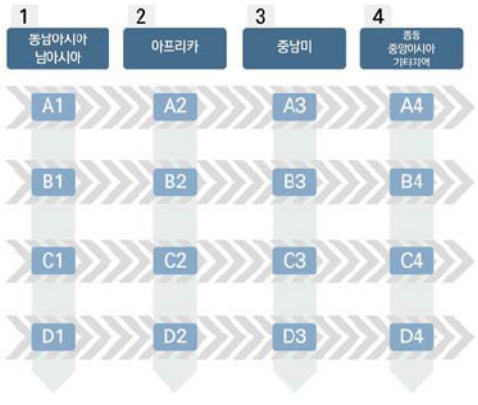 1 2 3 4
동남아시아
남아시아
아프리카
중남미
중동
중앙아시아
기타지역
A1 A2 A3 A4
B1 B2 B3 B4
C1 C2 C3 C4
D1 D2 D3 D4